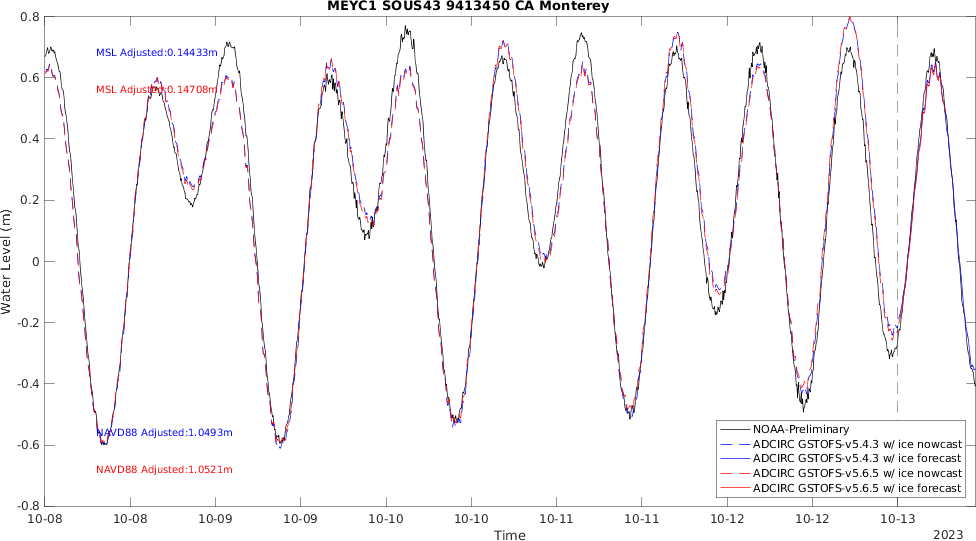 MEYC1 SOUS43 9413450 CA Monterey
0.8
0.6
0.4
0.2
0
-0.2
-0.4
-0.6
-0.8
Water Level (m)
MSL Adjusted:0.14433m
MSL Adjusted:0.14708m
NAVD88 Adjusted:1.0493m
NAVD88 Adjusted:1.0521m
NOAA-Preliminary
ADCIRC GSTOFS-v5.4.3 w/ ice nowcast
ADCIRC GSTOFS-v5.4.3 w/ ice forecast
ADCIRC GSTOFS-v5.6.5 w/ ice nowcast
ADCIRC GSTOFS-v5.6.5 w/ ice forecast
10-08 10-08 10-09 10-09 10-10 10-10 10-11 10-11 10-12 10-12 10-13
Time
2023